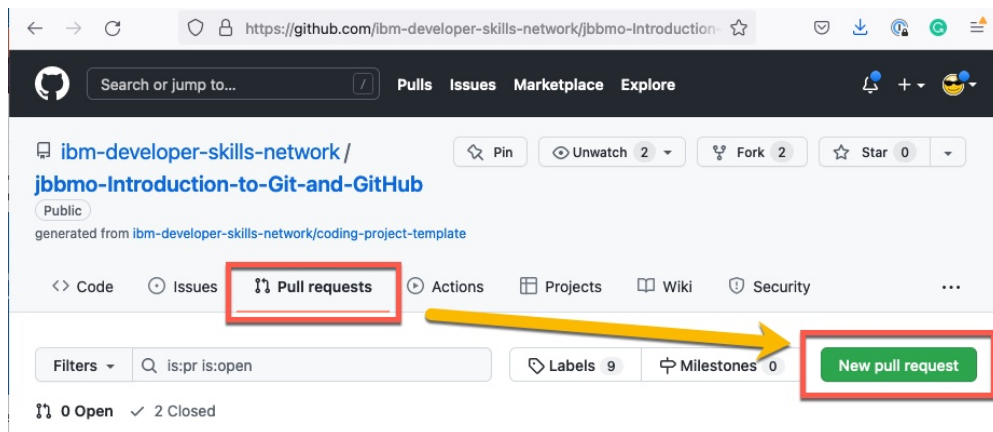 https://github.com/ibm-developer-skills-network/jbbmo-Introduction-
Search or jump to... / Pulls Issues Marketplace Explore
ibm-developer-skills-network / Pin Unwatch 2 Fork 2 Star 0
jbbmo-Introduction-to-Git-and-GitHub
Public
generated from ibm-developer-skills-network/coding-project-template
<> Code Issues Pull requests Actions Projects Wiki Security ...
Filters is:pr is:open Labels 9 Milestones 0 New pull request
0 Open 2 Closed